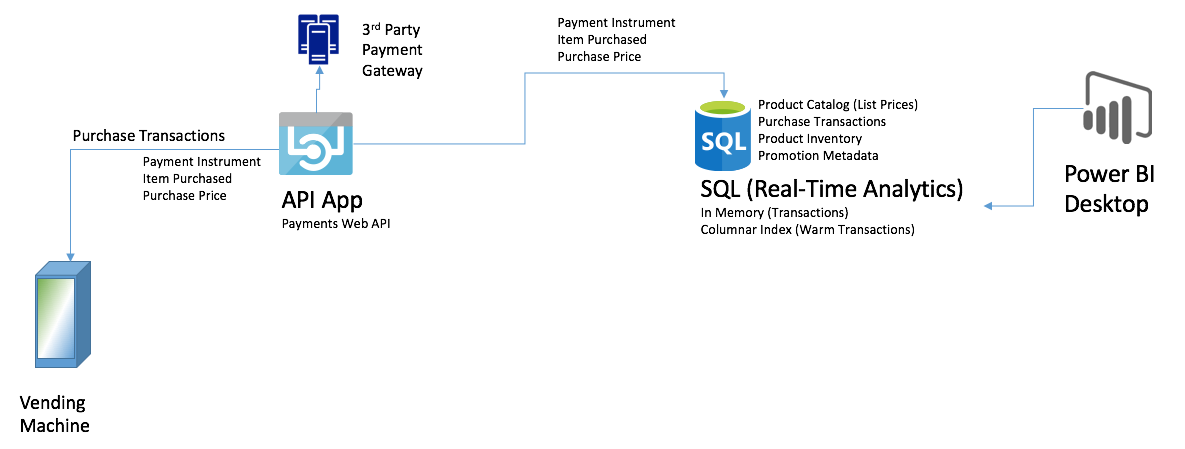 3rd Party
Payment
Gateway
Payment Instrument
Item Purchased
Purchase Price
Purchase Transactions
Payment Instrument
Item Purchased
Purchase Price
API App
Payments Web API
SQL
Product Catalog (List Prices)
Purchase Transactions
Product Inventory
Promotion Metadata
SQL (Real-Time Analytics)
In Memory (Transactions)
Columnar Index (Warm Transactions)
Power BI
Desktop
Vending
Machine